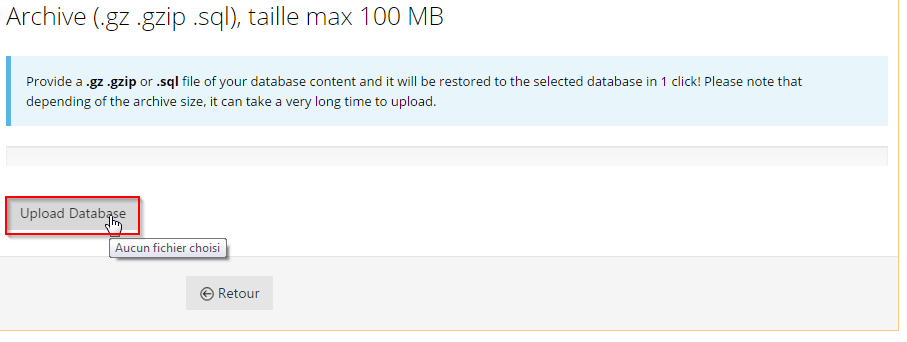 Archive (.gz .gzip .sql), taille max 100 MB
Provide a .gz .gzip or .sql file of your database content and it will be restored to the selected database in 1 click! Please note that
depending of the archive size, it can take a very long time to upload.
Upload Database
Aucun fichier choisi
Retour